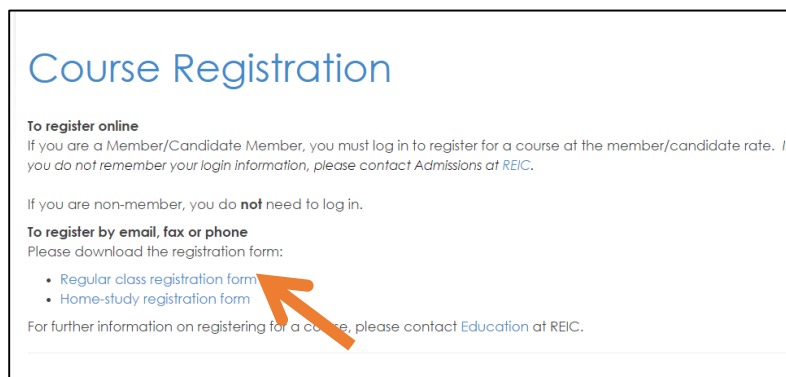 Course Registration
To register online
If you are a Member/Candidate Member, you must log in to register for a course at the member/candidate rate.
you do not remember your login information, please contact Admissions at REIC.
If you are non-member, you do not need to log in.
To register by email, fax or phone
Please download the registration form:
• Regular class registration form
• Home-study registration form
For further information on registering for a course, please contact Education at REIC.